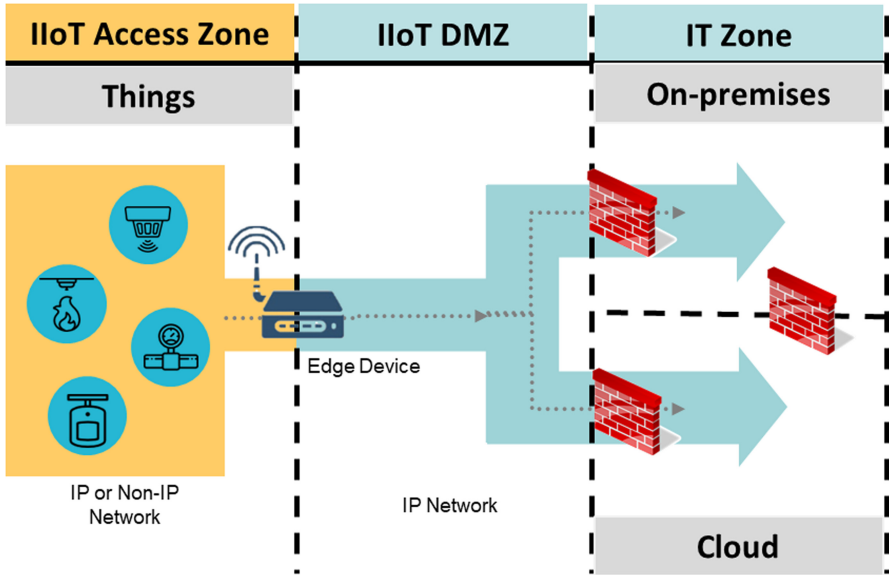 IIoT Access Zone
IIoT DMZ
IT Zone
Things
On-premises
Edge Device
IP or Non-IP
Network
IP Network
Cloud